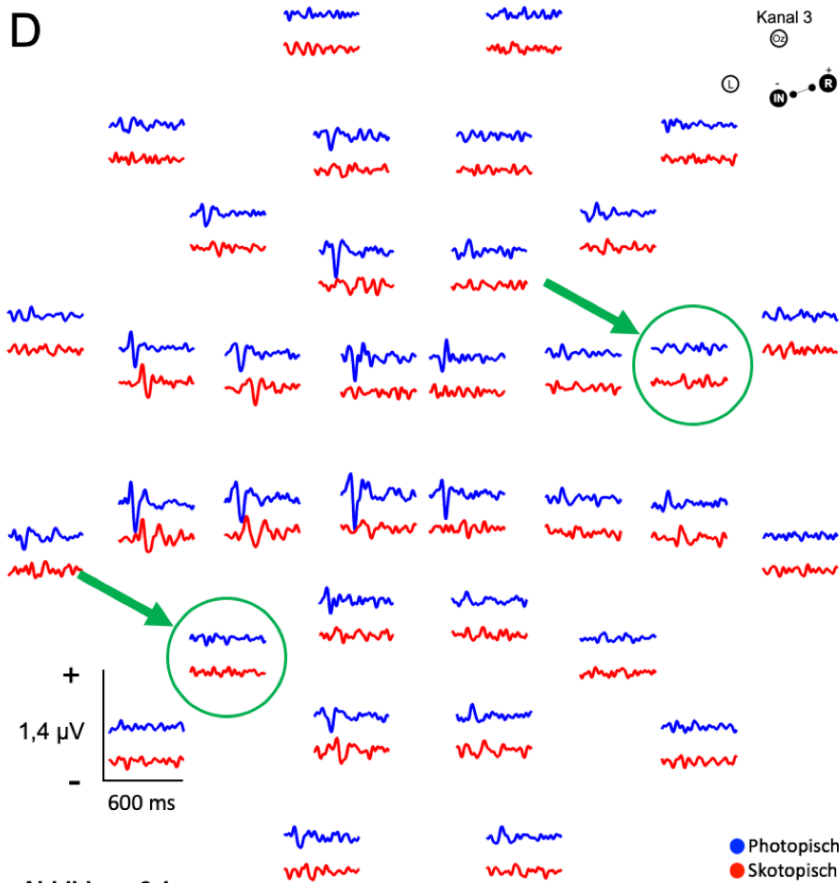 D
Kanal 3
Oz
L
-
+
IN
R
+
1,4 µV
-
600 ms
Photopisch
Skotopisch